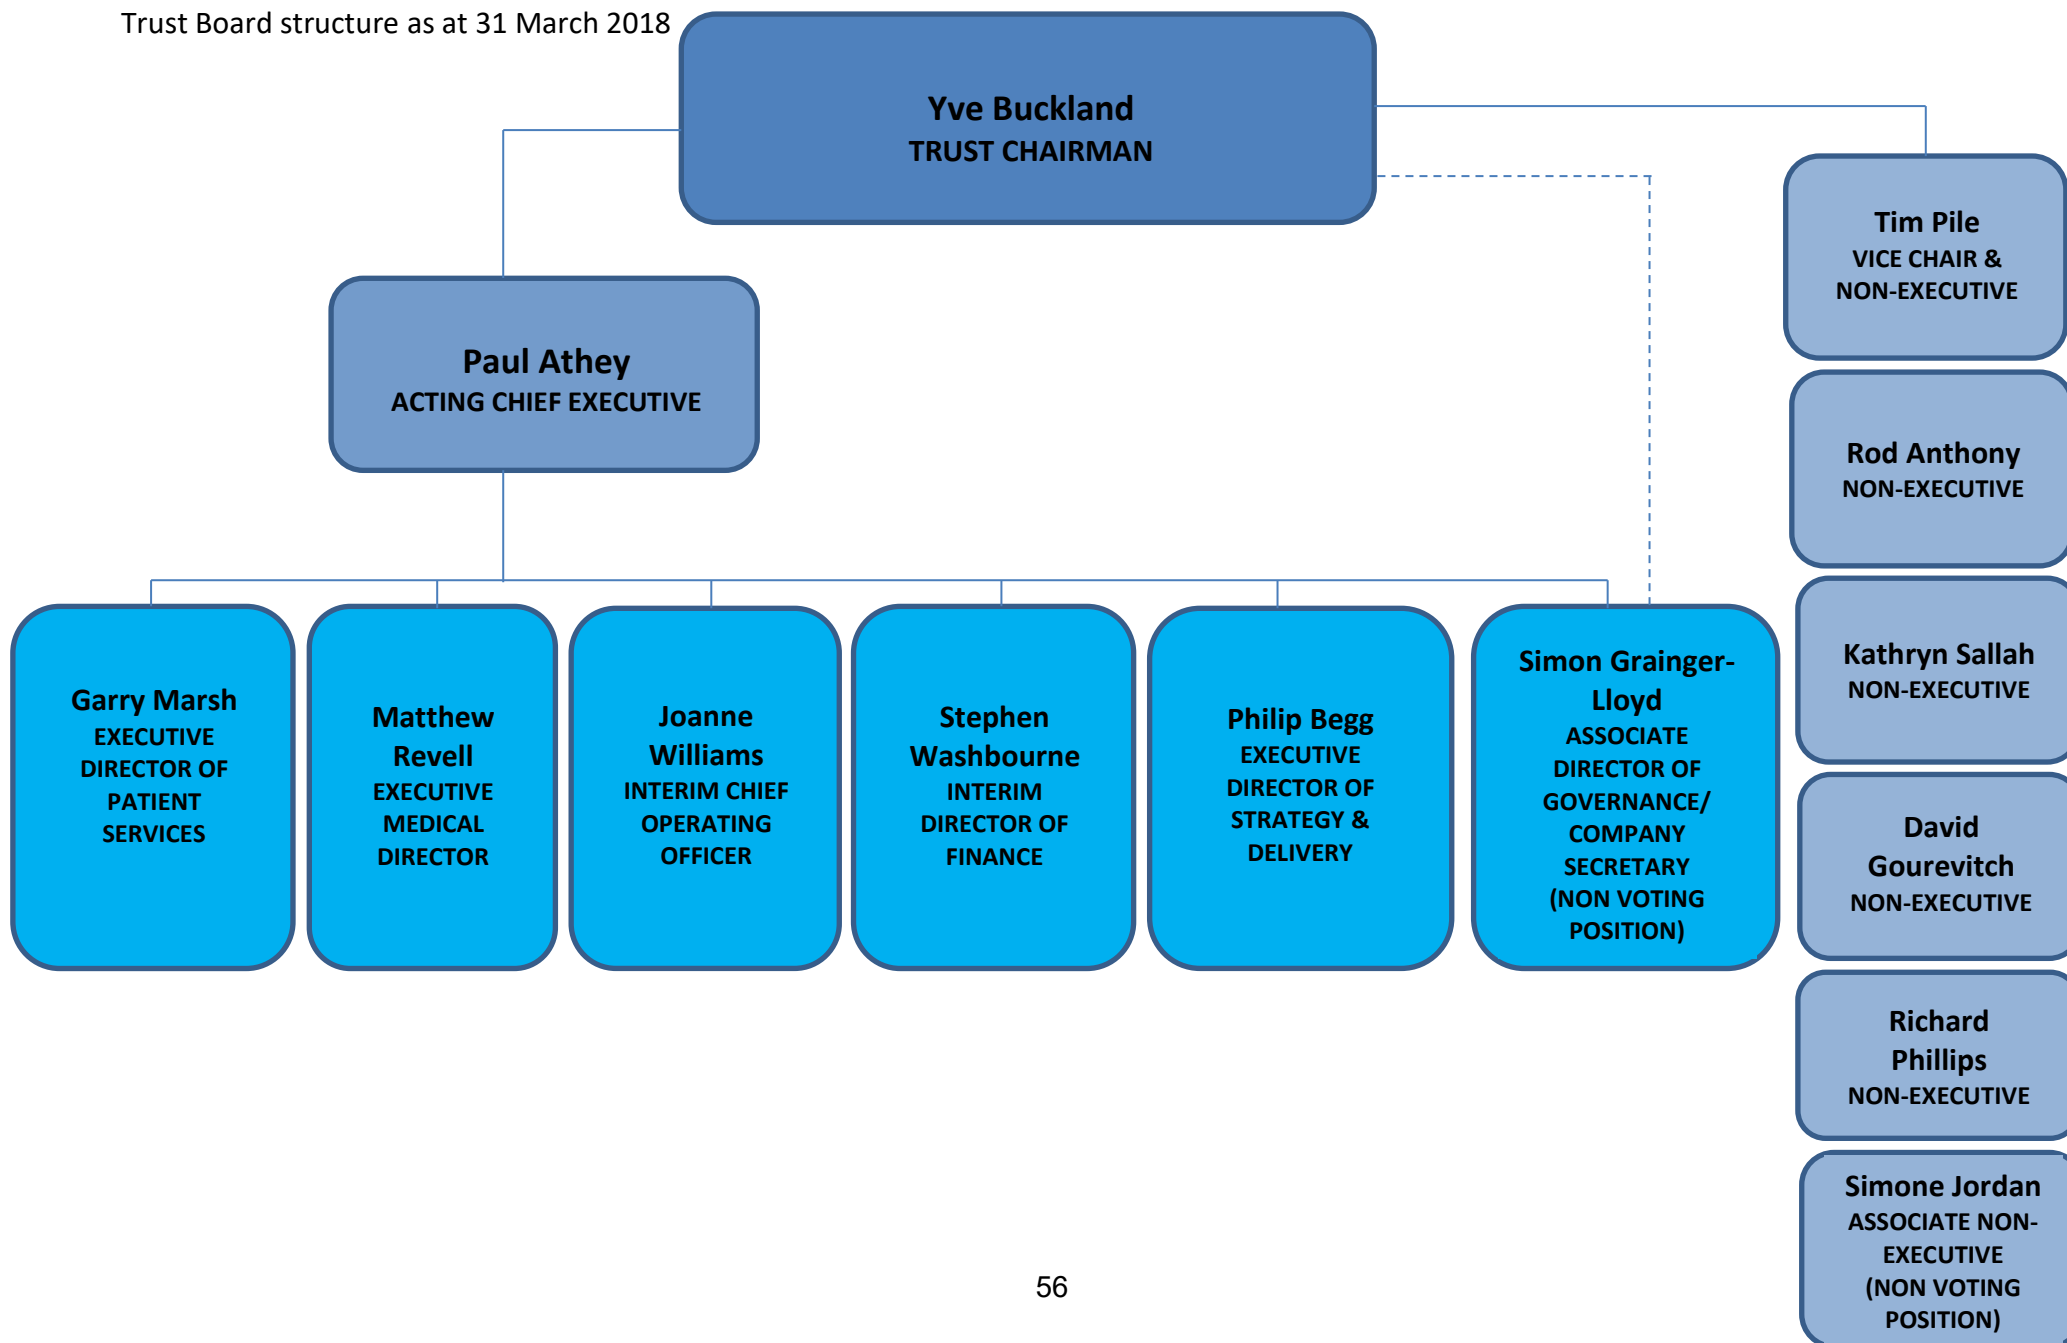 Trust Board structure as at 31 March 2018
Yve Buckland
TRUST CHAIRMAN
Paul Athey
ACTING CHIEF EXECUTIVE
Garry Marsh
EXECUTIVE
DIRECTOR OF
PATIENT
SERVICES
Matthew
Revell
EXECUTIVE
MEDICAL
DIRECTOR
Joanne
Williams
INTERIM CHIEF
OPERATING
OFFICER
Stephen
Washbourne
INTERIM
DIRECTOR OF
FINANCE
Philip Begg
EXECUTIVE
DIRECTOR OF
STRATEGY &
DELIVERY
Simon Grainger-
Lloyd
ASSOCIATE
DIRECTOR OF
GOVERNANCE/
COMPANY
SECRETARY
(NON VOTING
POSITION)
Tim Pile
VICE CHAIR &
NON-EXECUTIVE
Rod Anthony
NON-EXECUTIVE
Kathryn Sallah
NON-EXECUTIVE
David
Gourevitch
NON-EXECUTIVE
Richard
Phillips
NON-EXECUTIVE
Simone Jordan
ASSOCIATE NON-
EXECUTIVE
(NON VOTING
POSITION)
56